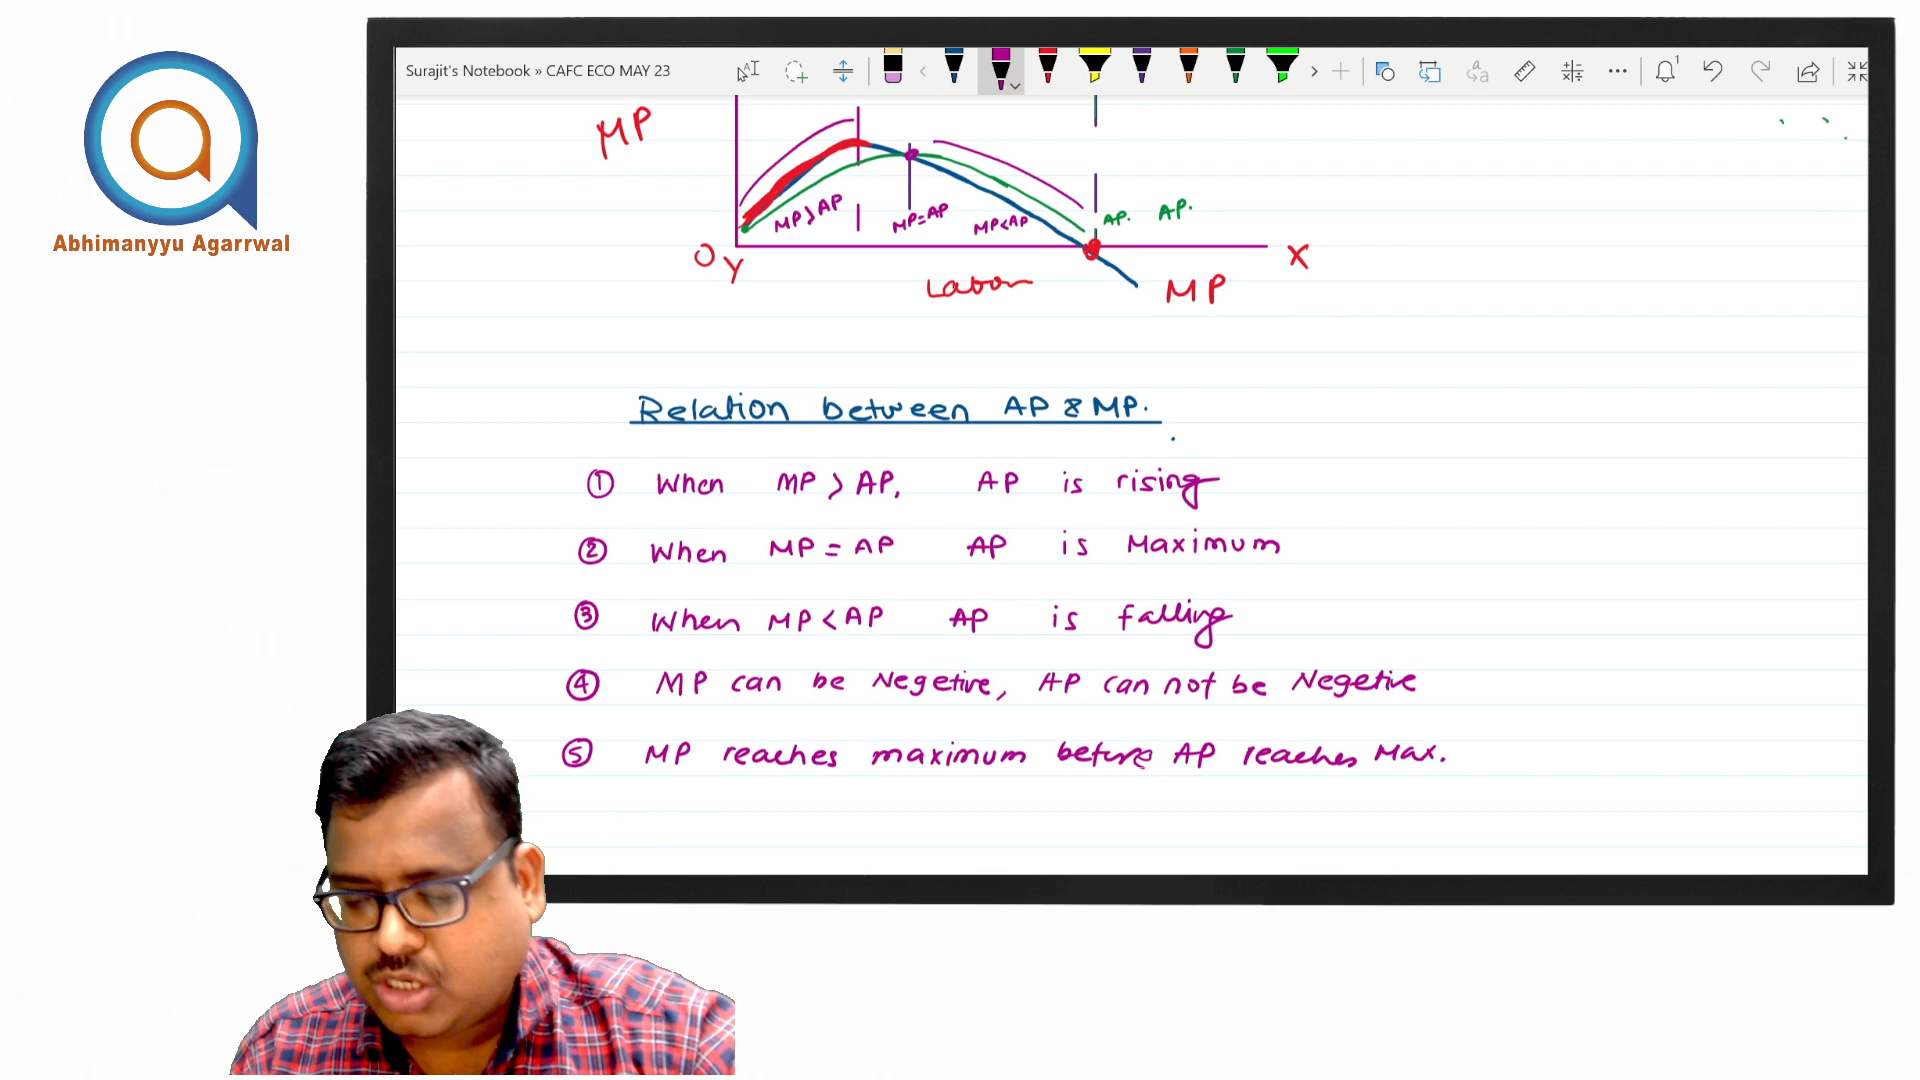 Abhimanyyu Agarrwal
Surajit's Notebook » CAFC ECO MAY 23
MP
MP > AP
MP = AP
MP < AP
AP. AP.
O
Y
X
Labour
MP
Relation between AP & MP.
① When MP > AP, AP is rising
② When MP = AP AP is Maximum
③ When MP < AP AP is falling
④ MP can be Negetive, AP can not be Negetive
⑤ MP reaches maximum before AP reaches Max.